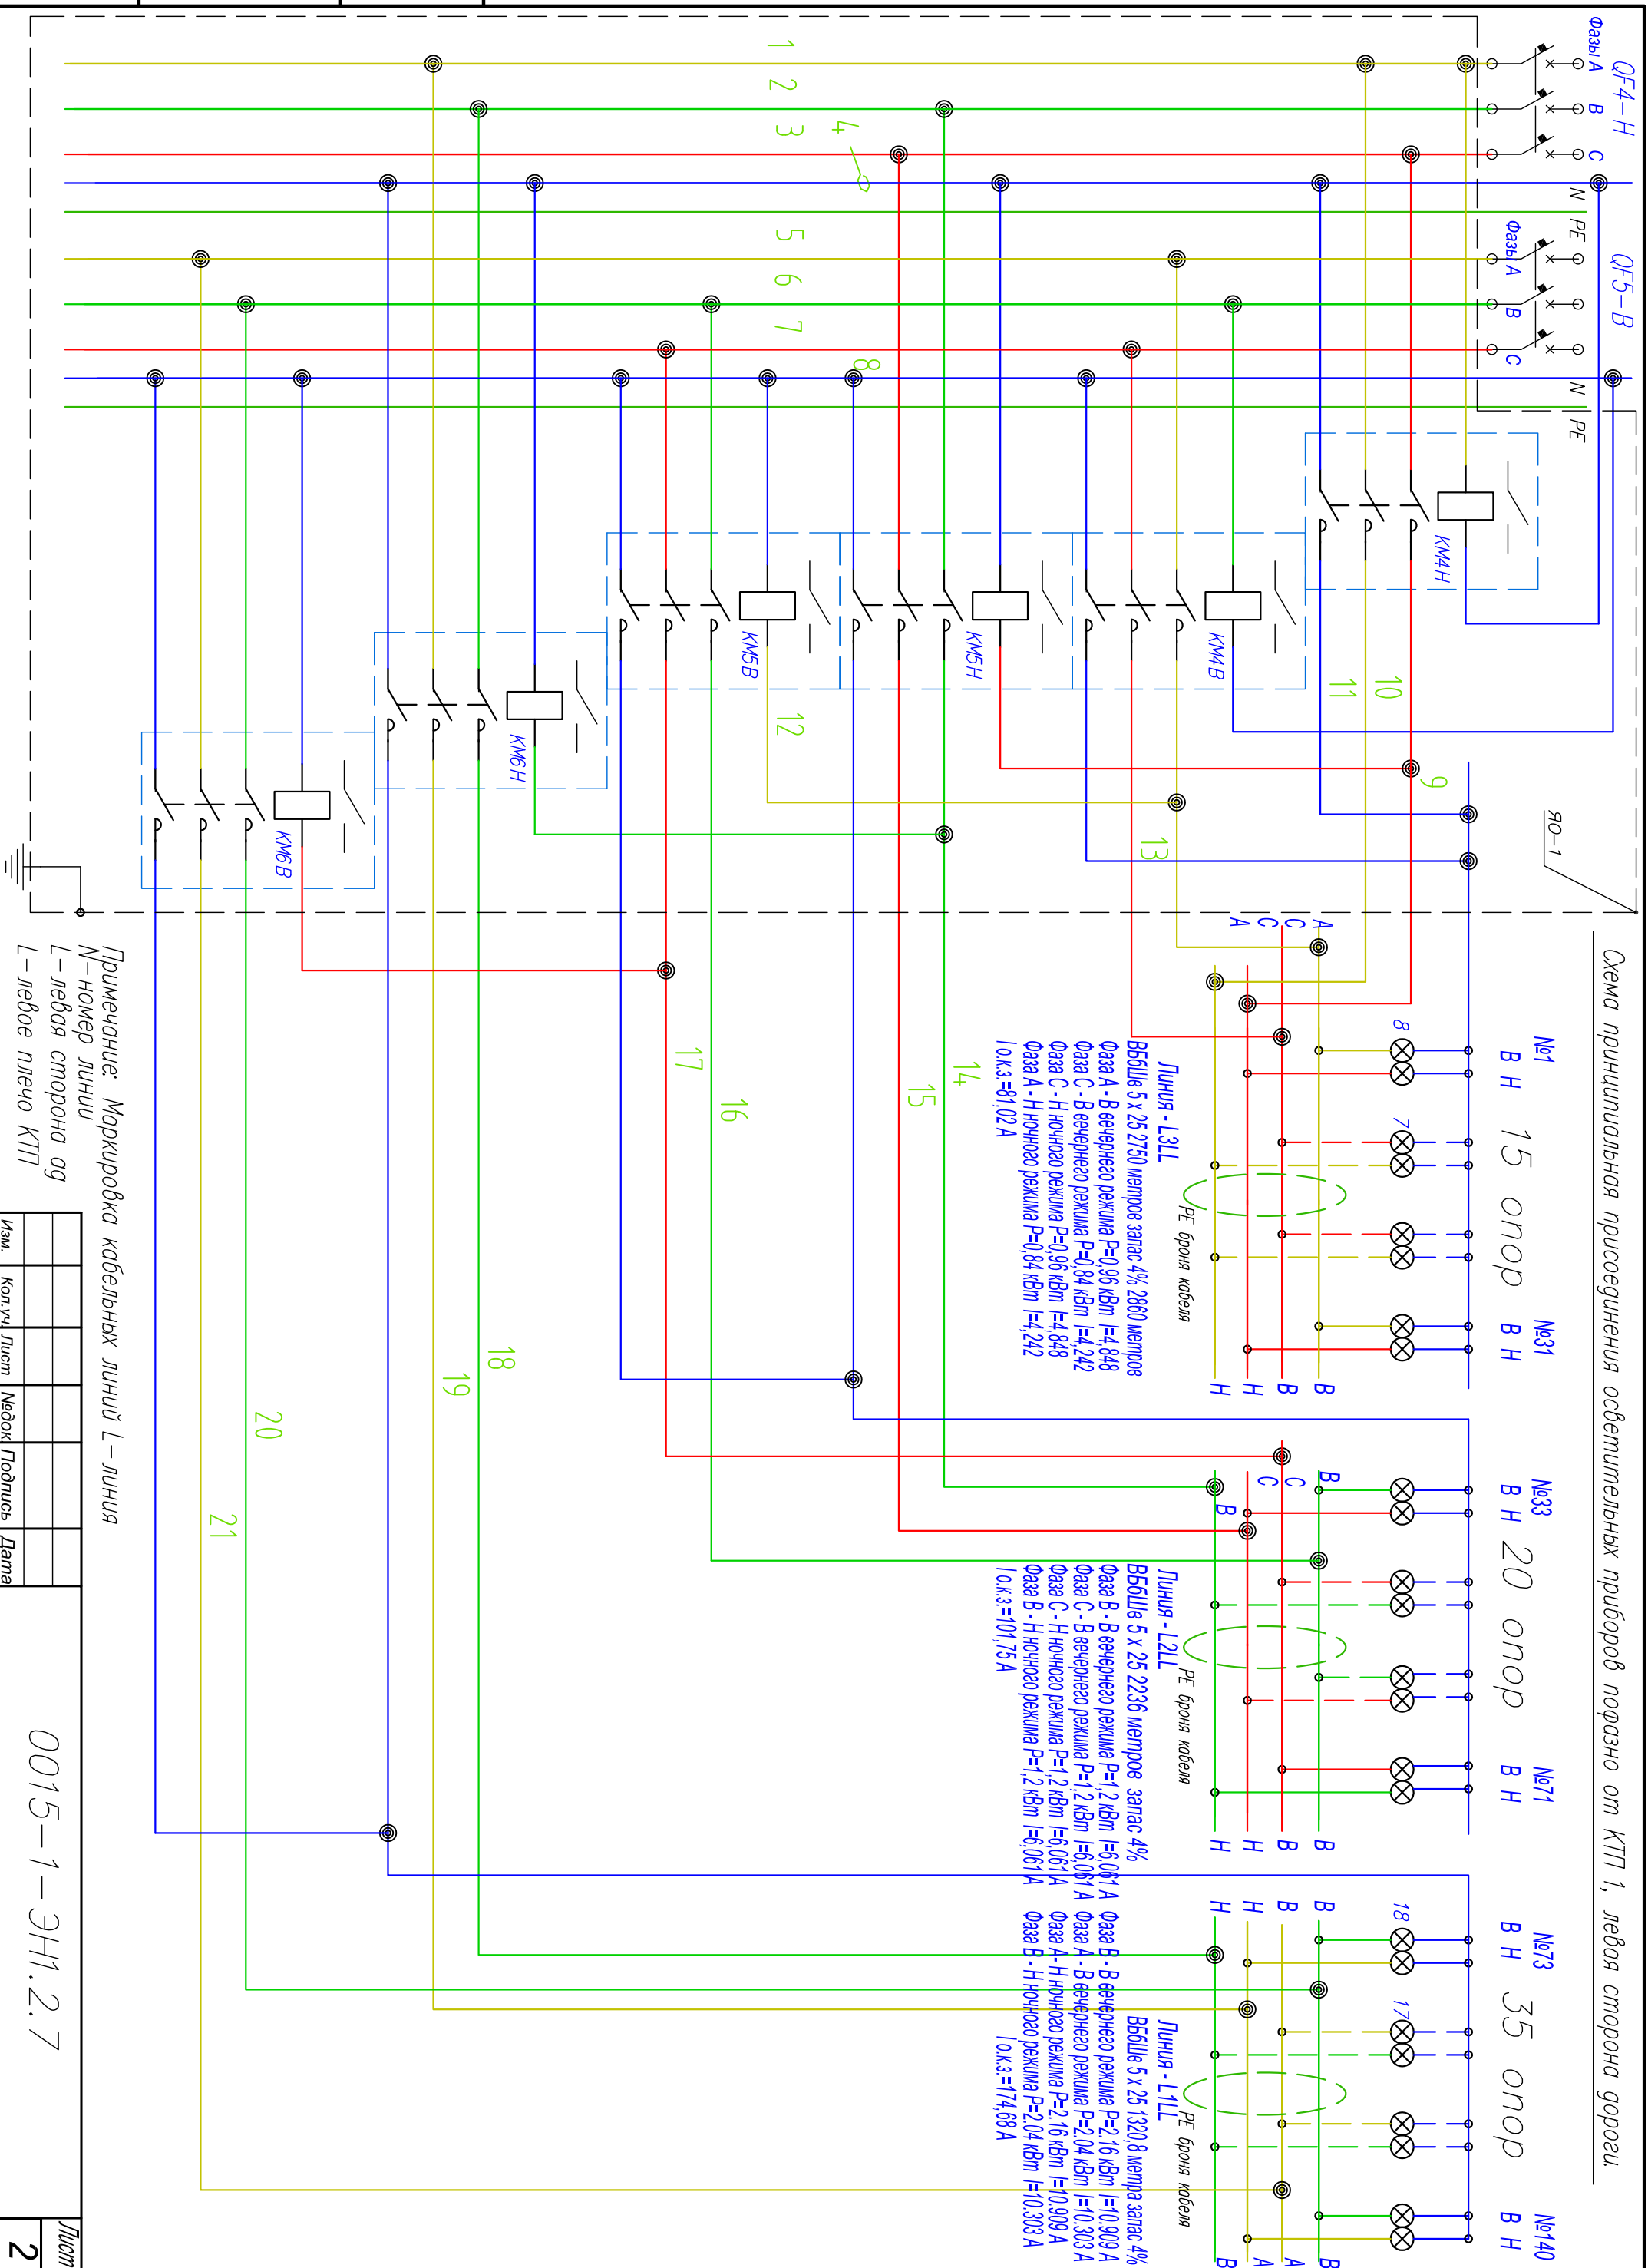 Схема принципиальная присоединения осветительных приборов пофазно от КТП 1, левая сторона дороги.
QF4-Н
Фазы А В С
N PE
QF5-В
Фазы А В С
N PE
1
2
3
4
5
6
7
8
КМ4Н
КМ4В
КМ5Н
КМ5В
КМ6Н
КМ6В
9
10
11
12
13
14
15
16
17
18
19
20
21
ЯО-1
№1
В Н
15 опор
№31
В Н
8
7
А
С
С
А
В
В
Н
Н
РЕ броня кабеля
Линия - L3LL
ВБбШв 5 х 25 2750 метров запас 4% 2860 метров
Фаза А - В вечернего режима Р=0,96 кВт I=4,848
Фаза С - В вечернего режима Р=0,84 кВт I=4,242
Фаза С - Н ночного режима Р=0,96 кВт I=4,848
Фаза А - Н ночного режима Р=0,84 кВт I=4,242
I о.к.з.=81,02 А
№33
В Н
20 опор
№71
В Н
В
С
С
В
В
В
Н
Н
РЕ броня кабеля
Линия - L2LL
ВБбШв 5 х 25 2236 метров запас 4%
Фаза В - В вечернего режима Р=1,2 кВт I=6,061 А
Фаза С - В вечернего режима Р=1,2 кВт I=6,061 А
Фаза С - Н ночного режима Р=1,2 кВт I=6,061 А
Фаза В - Н ночного режима Р=1,2 кВт I=6,061 А
I о.к.з.=101,75 А
№73
В Н
35 опор
№140
В Н
18
17
В
В
Н
Н
В
А
А
В
РЕ броня кабеля
Линия - L1LL
ВБбШв 5 х 25 1320,8 метра запас 4%
Фаза В - В вечернего режима Р=2.16 кВт I=10.909 А
Фаза А - В вечернего режима Р=2.04 кВт I=10.303 А
Фаза А- Н ночного режима Р=2.16 кВт I=10.909 А
Фаза В - Н ночного режима Р=2.04 кВт I=10.303 А
I о.к.з.=174,68 А
Примечание: Маркировка кабельных линий L-линия
N-номер линии
L-левая сторона ад
L-левое плечо КТП
Изм. Кол.уч. Лист №док Подпись Дата
0015-1-ЭН1.2.7
Лист
2